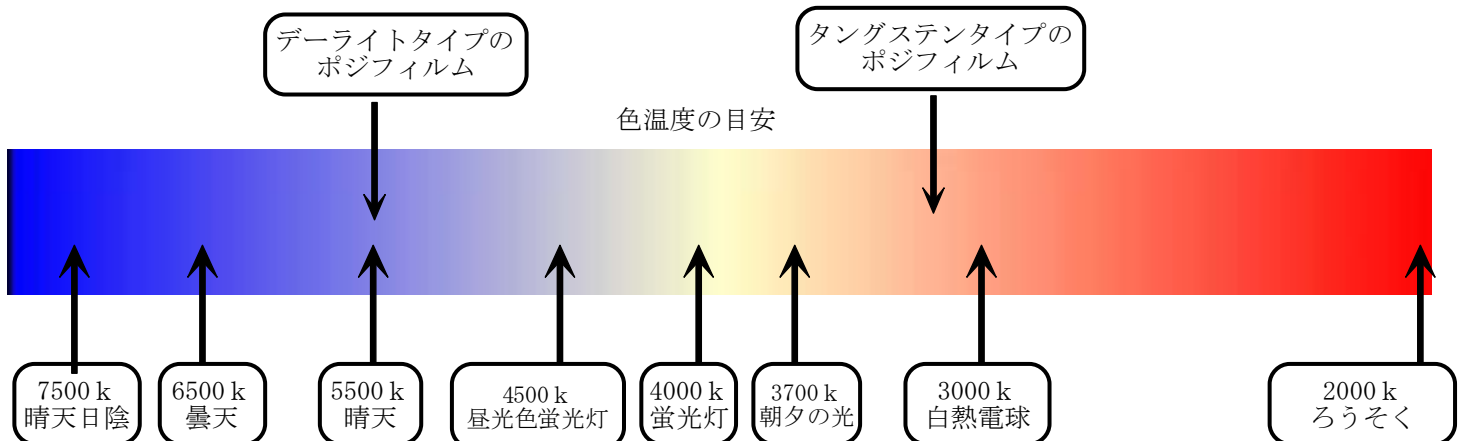 デーライトタイプの
ポジフィルム
タングステンタイプの
ポジフィルム
色温度の目安
7500 k
晴天日陰
6500 k
曇天
5500 k
晴天
4500 k
昼光色蛍光灯
4000 k
蛍光灯
3700 k
朝夕の光
3000 k
白熱電球
2000 k
ろうそく